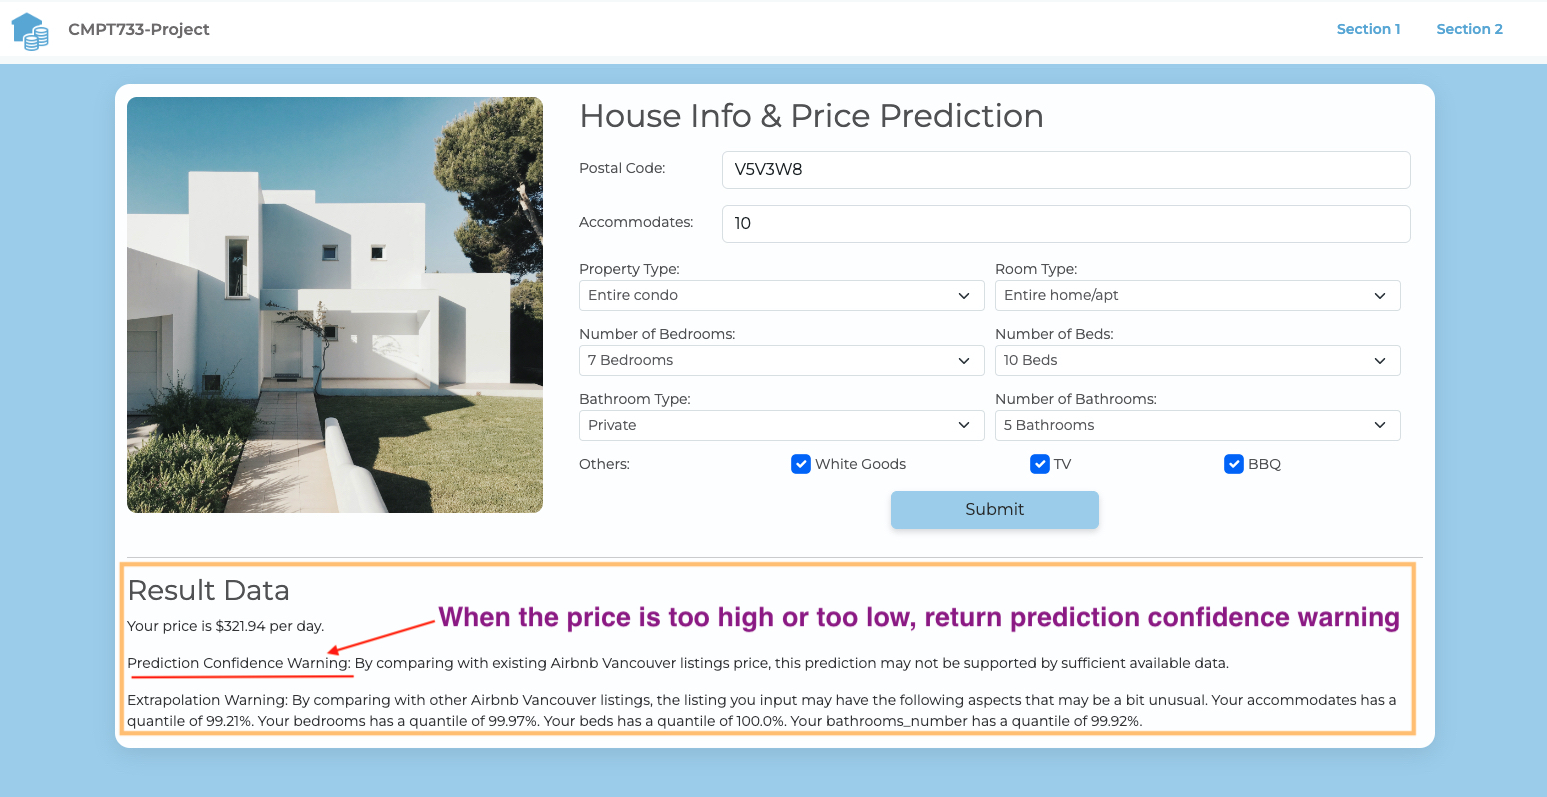 CMPT733-Project
Section 1
Section 2
House Info & Price Prediction
Postal Code:
V5V3W8
Accommodates:
10
Property Type:
Room Type:
Entire condo
Entire home/apt
Number of Bedrooms:
Number of Beds:
7 Bedrooms
10 Beds
Bathroom Type:
Number of Bathrooms:
Private
5 Bathrooms
Others:
White Goods
TV
BBQ
Submit
Result Data
When the price is too high or too low, return prediction confidence warning
Your price is $321.94 per day.
Prediction Confidence Warning: By comparing with existing Airbnb Vancouver listings price, this prediction may not be supported by sufficient available data.
Extrapolation Warning: By comparing with other Airbnb Vancouver listings, the listing you input may have the following aspects that may be a bit unusual. Your accommodates has a
quantile of 99.21%. Your bedrooms has a quantile of 99.97%. Your beds has a quantile of 100.0%. Your bathrooms_number has a quantile of 99.92%.